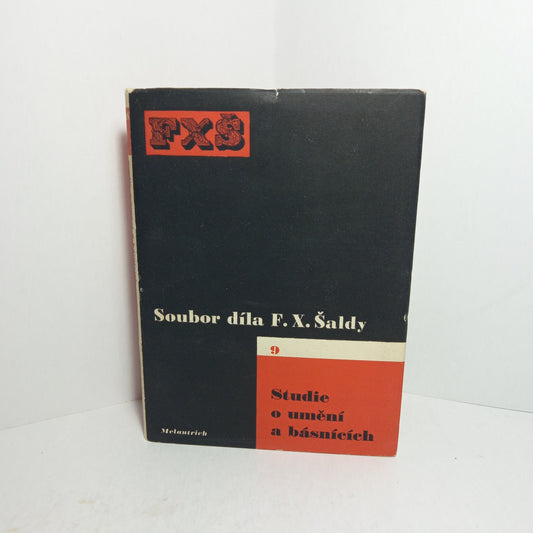 FXŠ
Soubor díla F. X. Šaldy
9
Studie
o umění
a básnících
Melantrich